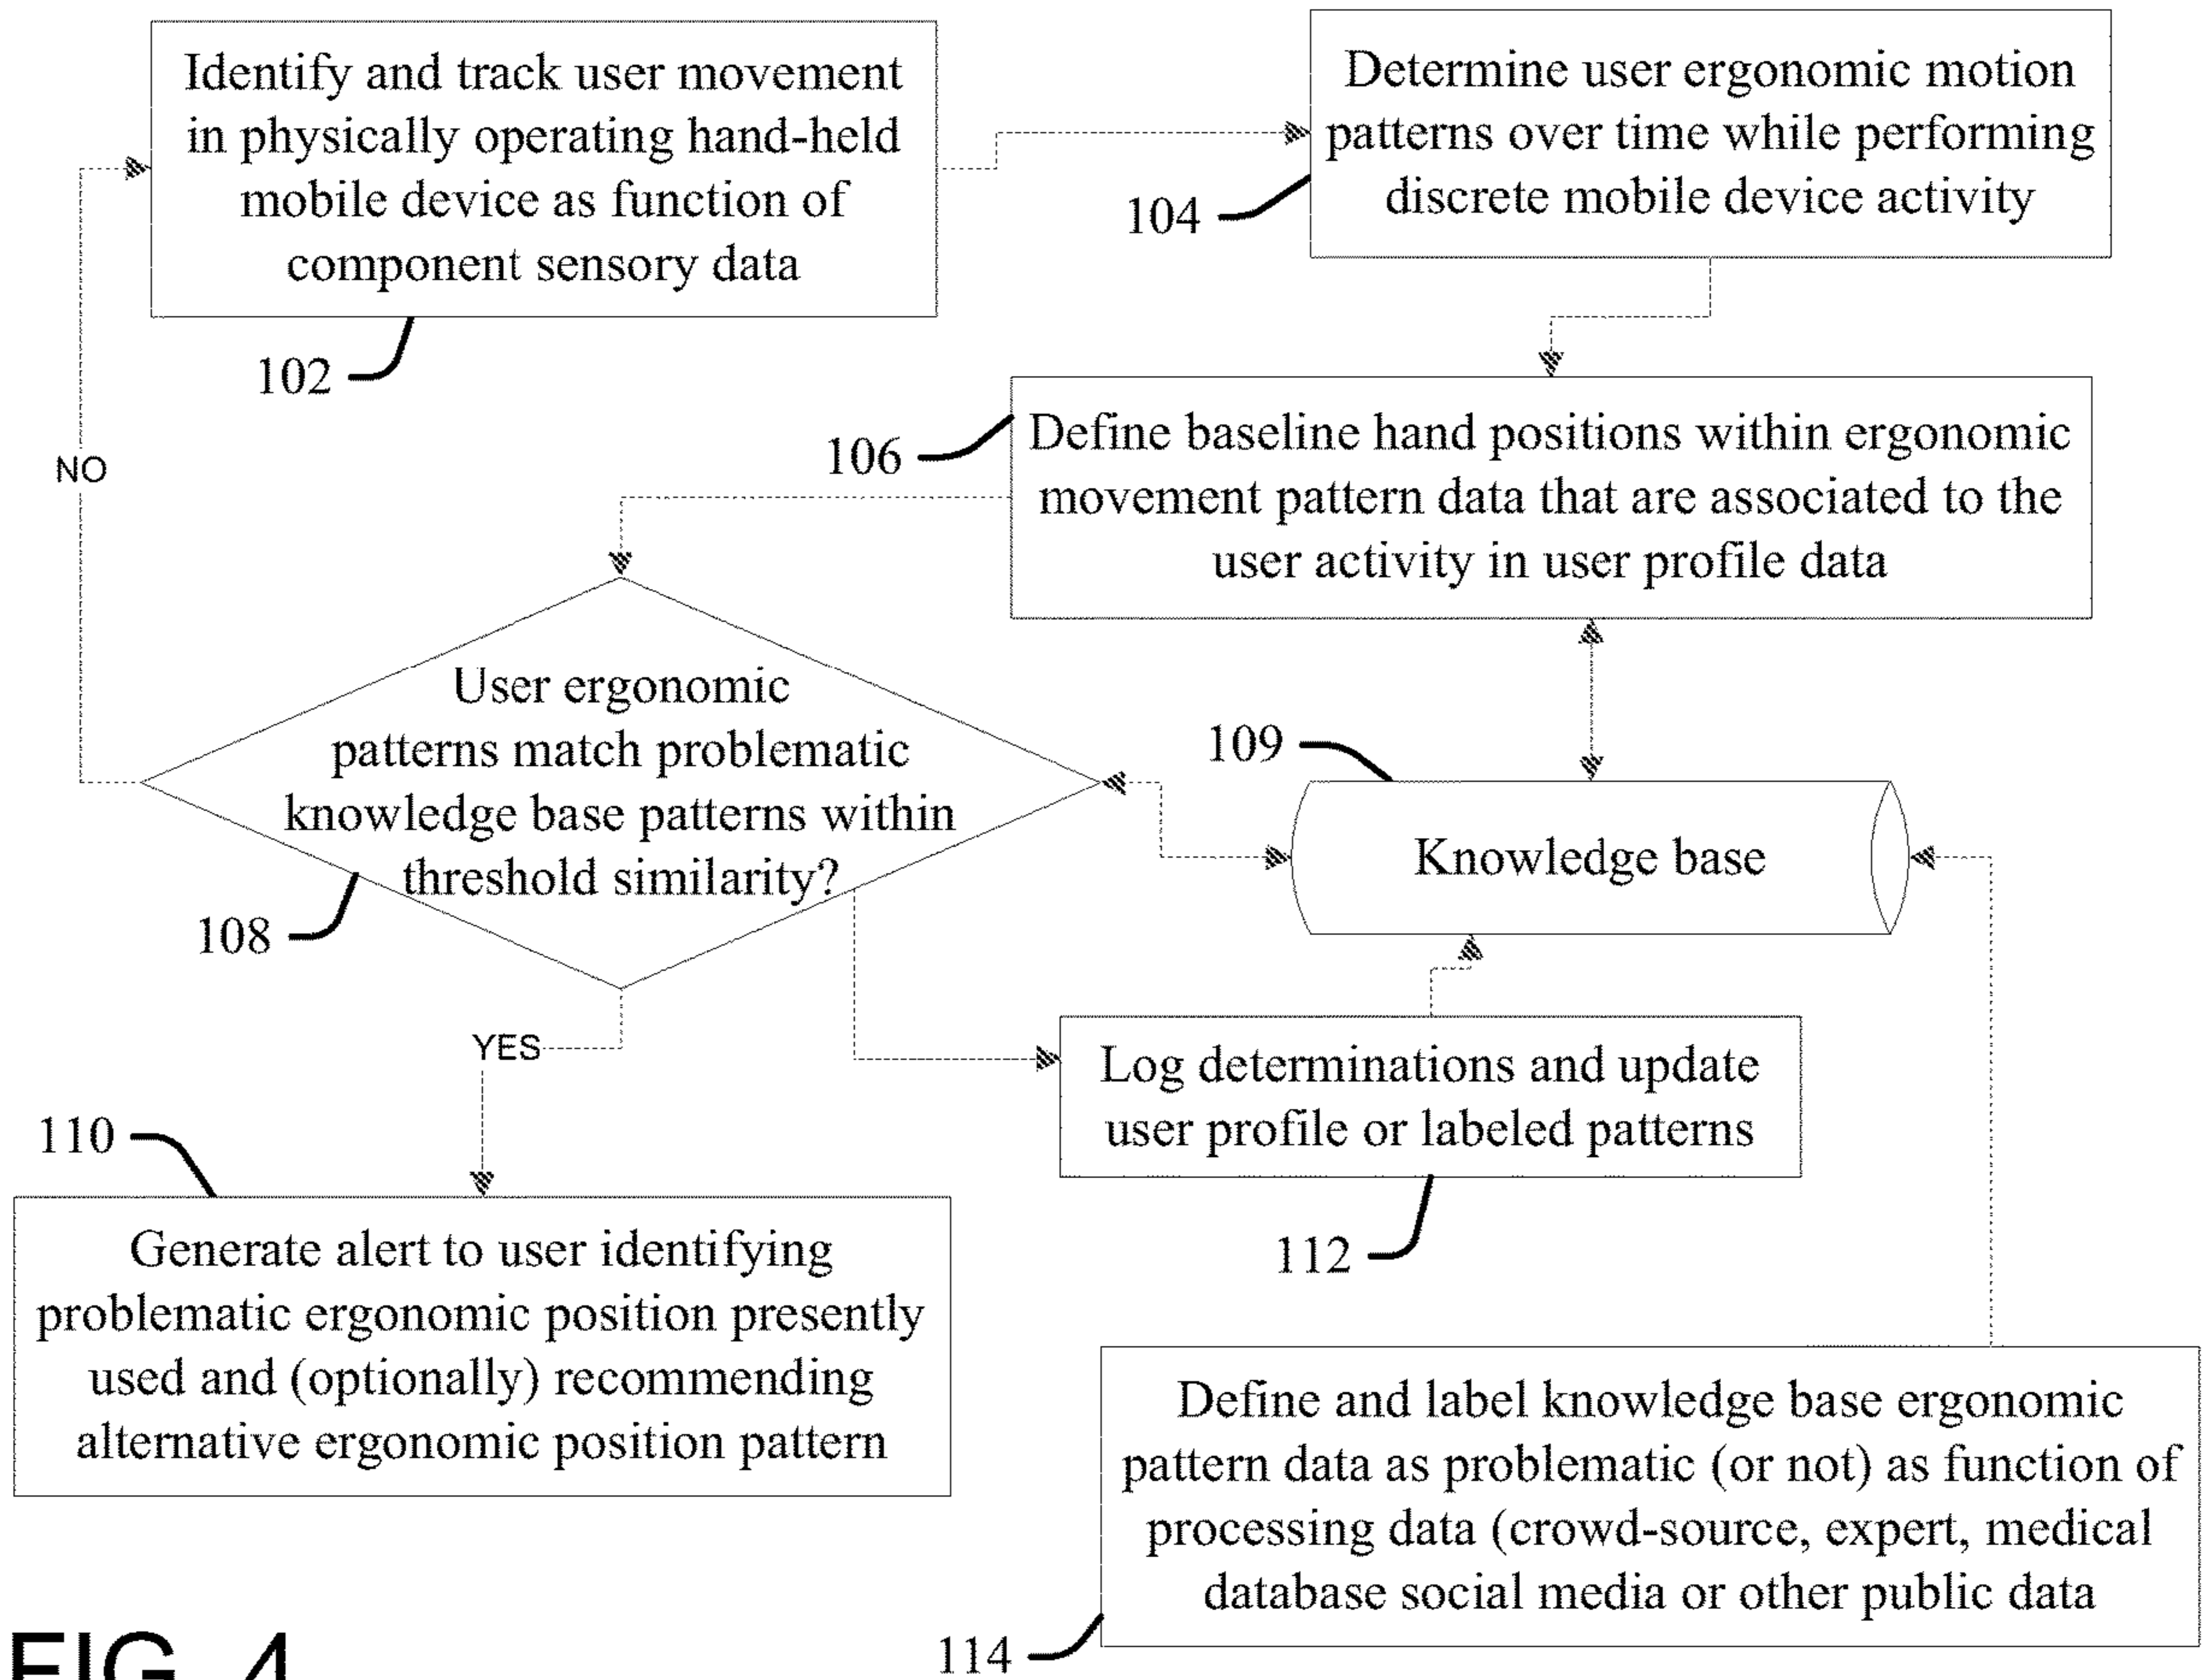 Identify and track user movement
in physically operating hand-held
mobile device as function of
component sensory data
102
Determine user ergonomic motion
patterns over time while performing
discrete mobile device activity
104
Define baseline hand positions within ergonomic
movement pattern data that are associated to the
user activity in user profile data
106
NO
User ergonomic
patterns match problematic
knowledge base patterns within
threshold similarity?
108
109
Knowledge base
YES
Log determinations and update
user profile or labeled patterns
112
110
Generate alert to user identifying
problematic ergonomic position presently
used and (optionally) recommending
alternative ergonomic position pattern
Define and label knowledge base ergonomic
pattern data as problematic (or not) as function of
processing data (crowd-source, expert, medical
database social media or other public data
114
FIG. 4